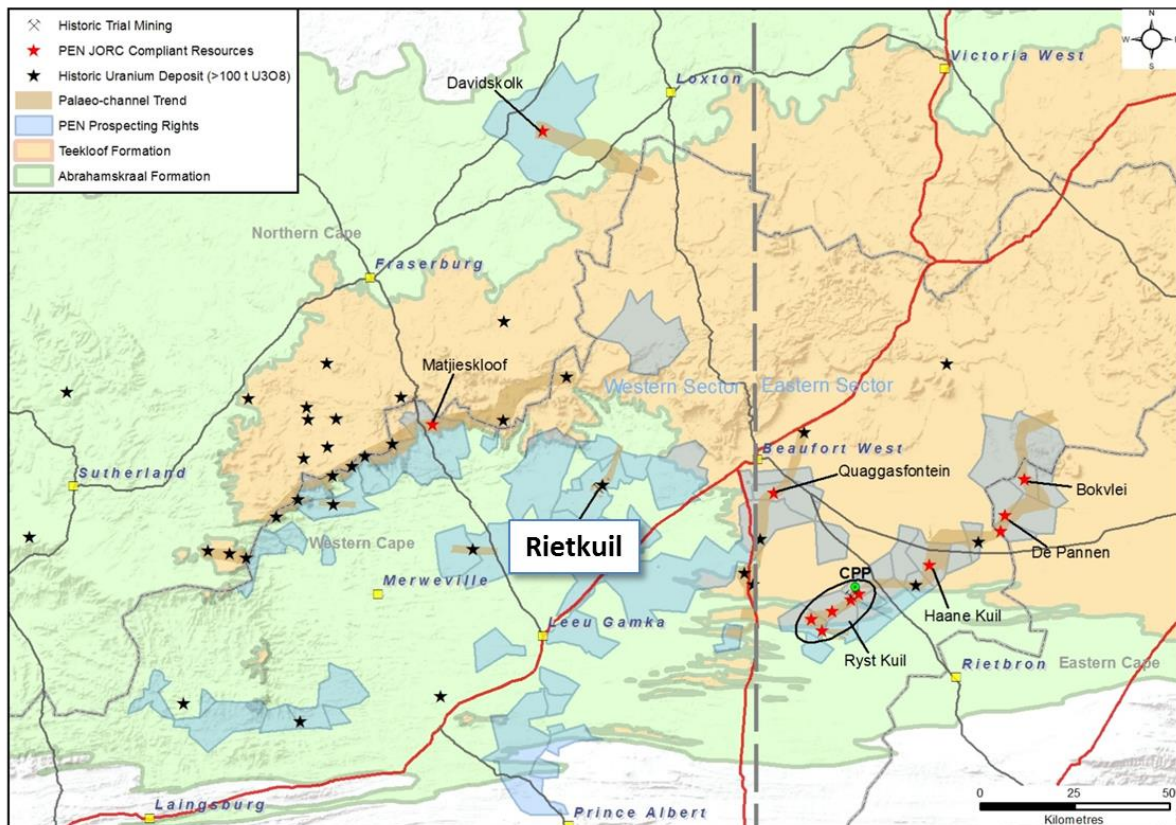 Historic Trial Mining
PEN JORC Compliant Resources
Historic Uranium Deposit (>100 t U3O8)
Palaeo-channel Trend
PEN Prospecting Rights
Teekloof Formation
Abrahamskraal Formation
N
W E
S
Victoria West
Loxton
Davidskolk
Northern Cape
Fraserburg
Matjieskloof
Western Sector
Eastern Sector
Beaufort West
Sutherland
Quaggasfontein
Bokvlei
Rietkuil
De Pannen
Western Cape
CPP
Haane Kuil
Merweville
Leeu Gamka
Ryst Kuil
Rietbron
Eastern Cape
Laingsburg
Prince Albert
0 25 50
Kilometres